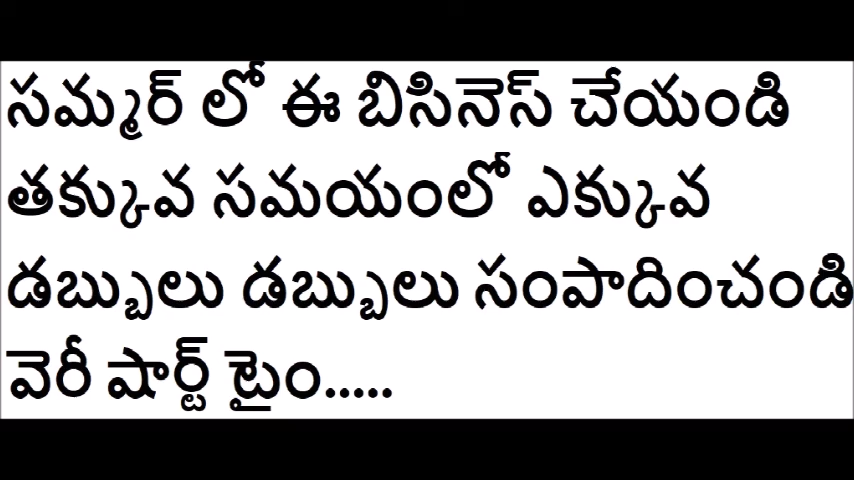 సమ్మర్ లో ఈ బిసినెస్ చేయండి
తక్కువ సమయంలో ఎక్కువ
డబ్బులు డబ్బులు సంపాదించండి
వెరీ షార్ట్ టైం.....